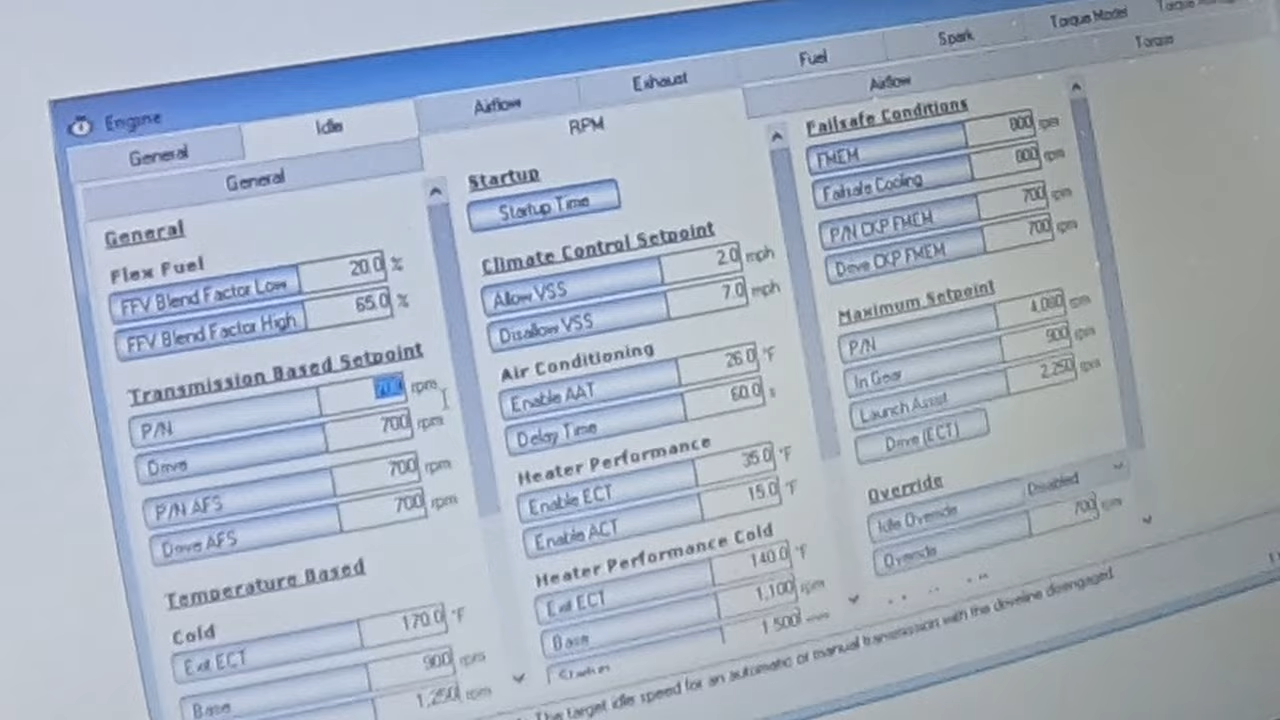 Engine
General
Idle
Airflow
Exhaust
Fuel
Spark
Torque Model
General
RPM
Airflow
Torque
General
Flex Fuel
FFV Blend Factor Low 20.0 %
FFV Blend Factor High 65.0 %
Transmission Based Setpoint
P/N rpm
Drive 700 rpm
P/N AFS 700 rpm
Drive AFS 700 rpm
Temperature Based
Cold
Exit ECT 170.0 °F
Base 900 rpm
1,250 rpm
Startup
Startup Time
Climate Control Setpoint
Allow VSS 2.0 mph
Disallow VSS 7.0 mph
Air Conditioning
Enable AAT 26.0 °F
Delay Time 60.0 s
Heater Performance
Enable ECT 35.0 °F
Enable ACT 15.0 °F
Heater Performance Cold
Exit ECT 140.0 °F
Base 1,100 rpm
1,500
Failsafe Conditions
FMEM 800 rpm
Failsafe Cooling 800 rpm
P/N CKP FMEM 700 rpm
Drive CKP FMEM 700 rpm
Maximum Setpoint
P/N rpm
In Gear 900 rpm
Launch Assist 2,250 rpm
Drive (ECT)
Override
Idle Override Disabled
Override 700 rpm
The target idle speed for an automatic or manual transmission with the driveline disengaged